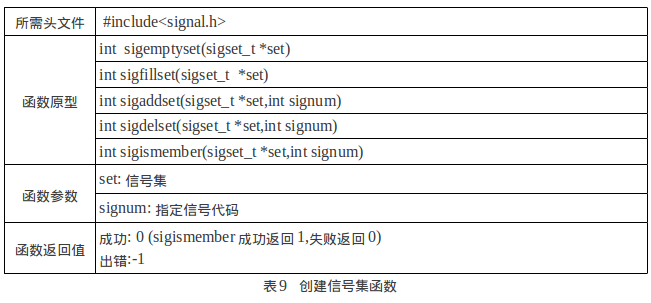 所需头文件 #include<signal.h>
函数原型
int  sigemptyset(sigset_t *set)
int sigfillset(sigset_t  *set)
int sigaddset(sigset_t *set,int signum)
int sigdelset(sigset_t *set,int signum)
int sigismember(sigset_t *set,int signum)
函数参数
set: 信号集
signum: 指定信号代码
函数返回值
成功: 0 (sigismember 成功返回 1,失败返回 0)
出错:-1
表 9 创建信号集函数